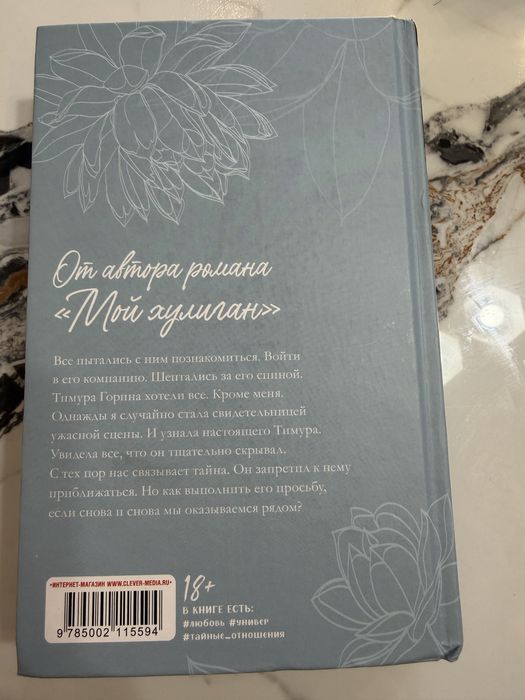 От автора романа
«Мой хулиган»
Все пытались с ним познакомиться. Войти
в его компанию. Шептались за его спиной.
Тимура Горина хотели все. Кроме меня.
Однажды я случайно стала свидетельницей
ужасной сцены. И узнала настоящего Тимура.
Увидела все, что он тщательно скрывал.
С тех пор нас связывает тайна. Он запретил к нему
приближаться. Но как выполнить его просьбу,
если снова и снова мы оказываемся рядом?
•ИНТЕРНЕТ-МАГАЗИН WWW.CLEVER-MEDIA.RU•
9 785002 115594
18+
В КНИГЕ ЕСТЬ:
#любовь #универ
#тайные_отношения